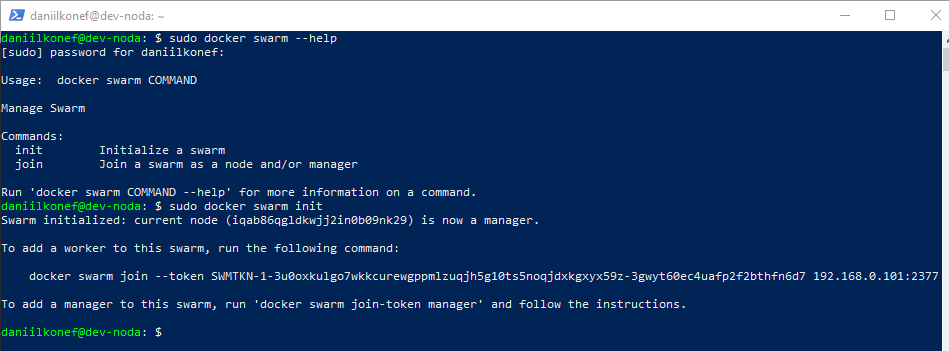 daniilkonef@dev-noda: ~
daniilkonef@dev-noda: $ sudo docker swarm --help
[sudo] password for daniilkonef:
Usage:  docker swarm COMMAND
Manage Swarm
Commands:
  init        Initialize a swarm
  join        Join a swarm as a node and/or manager
Run 'docker swarm COMMAND --help' for more information on a command.
daniilkonef@dev-noda: $ sudo docker swarm init
Swarm initialized: current node (iqab86qgldkwjj2in0b09nk29) is now a manager.
To add a worker to this swarm, run the following command:
    docker swarm join --token SWMTKN-1-3u0oxkulgo7wkkcurewgppmlzuqjh5gl0ts5noqjdxkgxyx59z-3gwyt60ec4uafp2f2bthfn6d7 192.168.0.101:2377
To add a manager to this swarm, run 'docker swarm join-token manager' and follow the instructions.
daniilkonef@dev-noda: $